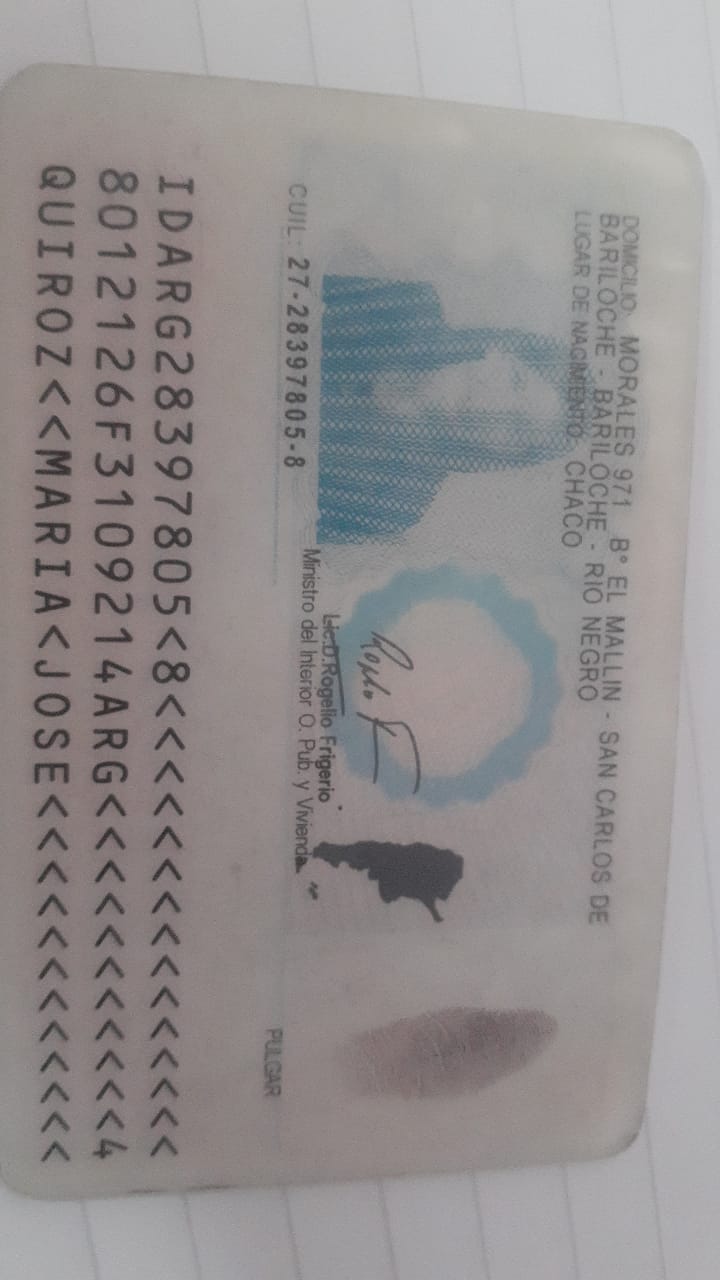 DOMICILIO: MORALES 971 B° EL MALLIN - SAN CARLOS DE
BARILOCHE - BARILOCHE - RIO NEGRO
LUGAR DE NACIMIENTO: CHACO
Lic.D.Rogelio Frigerio
Ministro del Interior O. Pub. y Vivienda
CUIL: 27-28397805-8
PULGAR
IDARG28397805<8<<<<<<<<<<<<<<<
8012126F3109214ARG<<<<<<<<<<<4
QUIROZ<<MARIA<JOSE<<<<<<<<<<<<